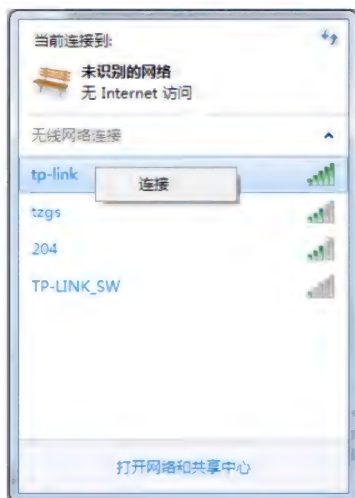 当前连接到:
未识别的网络
无 Internet 访问
无线网络连接
tp-link
连接
tzgs
204
TP-LINK_SW
打开网络和共享中心